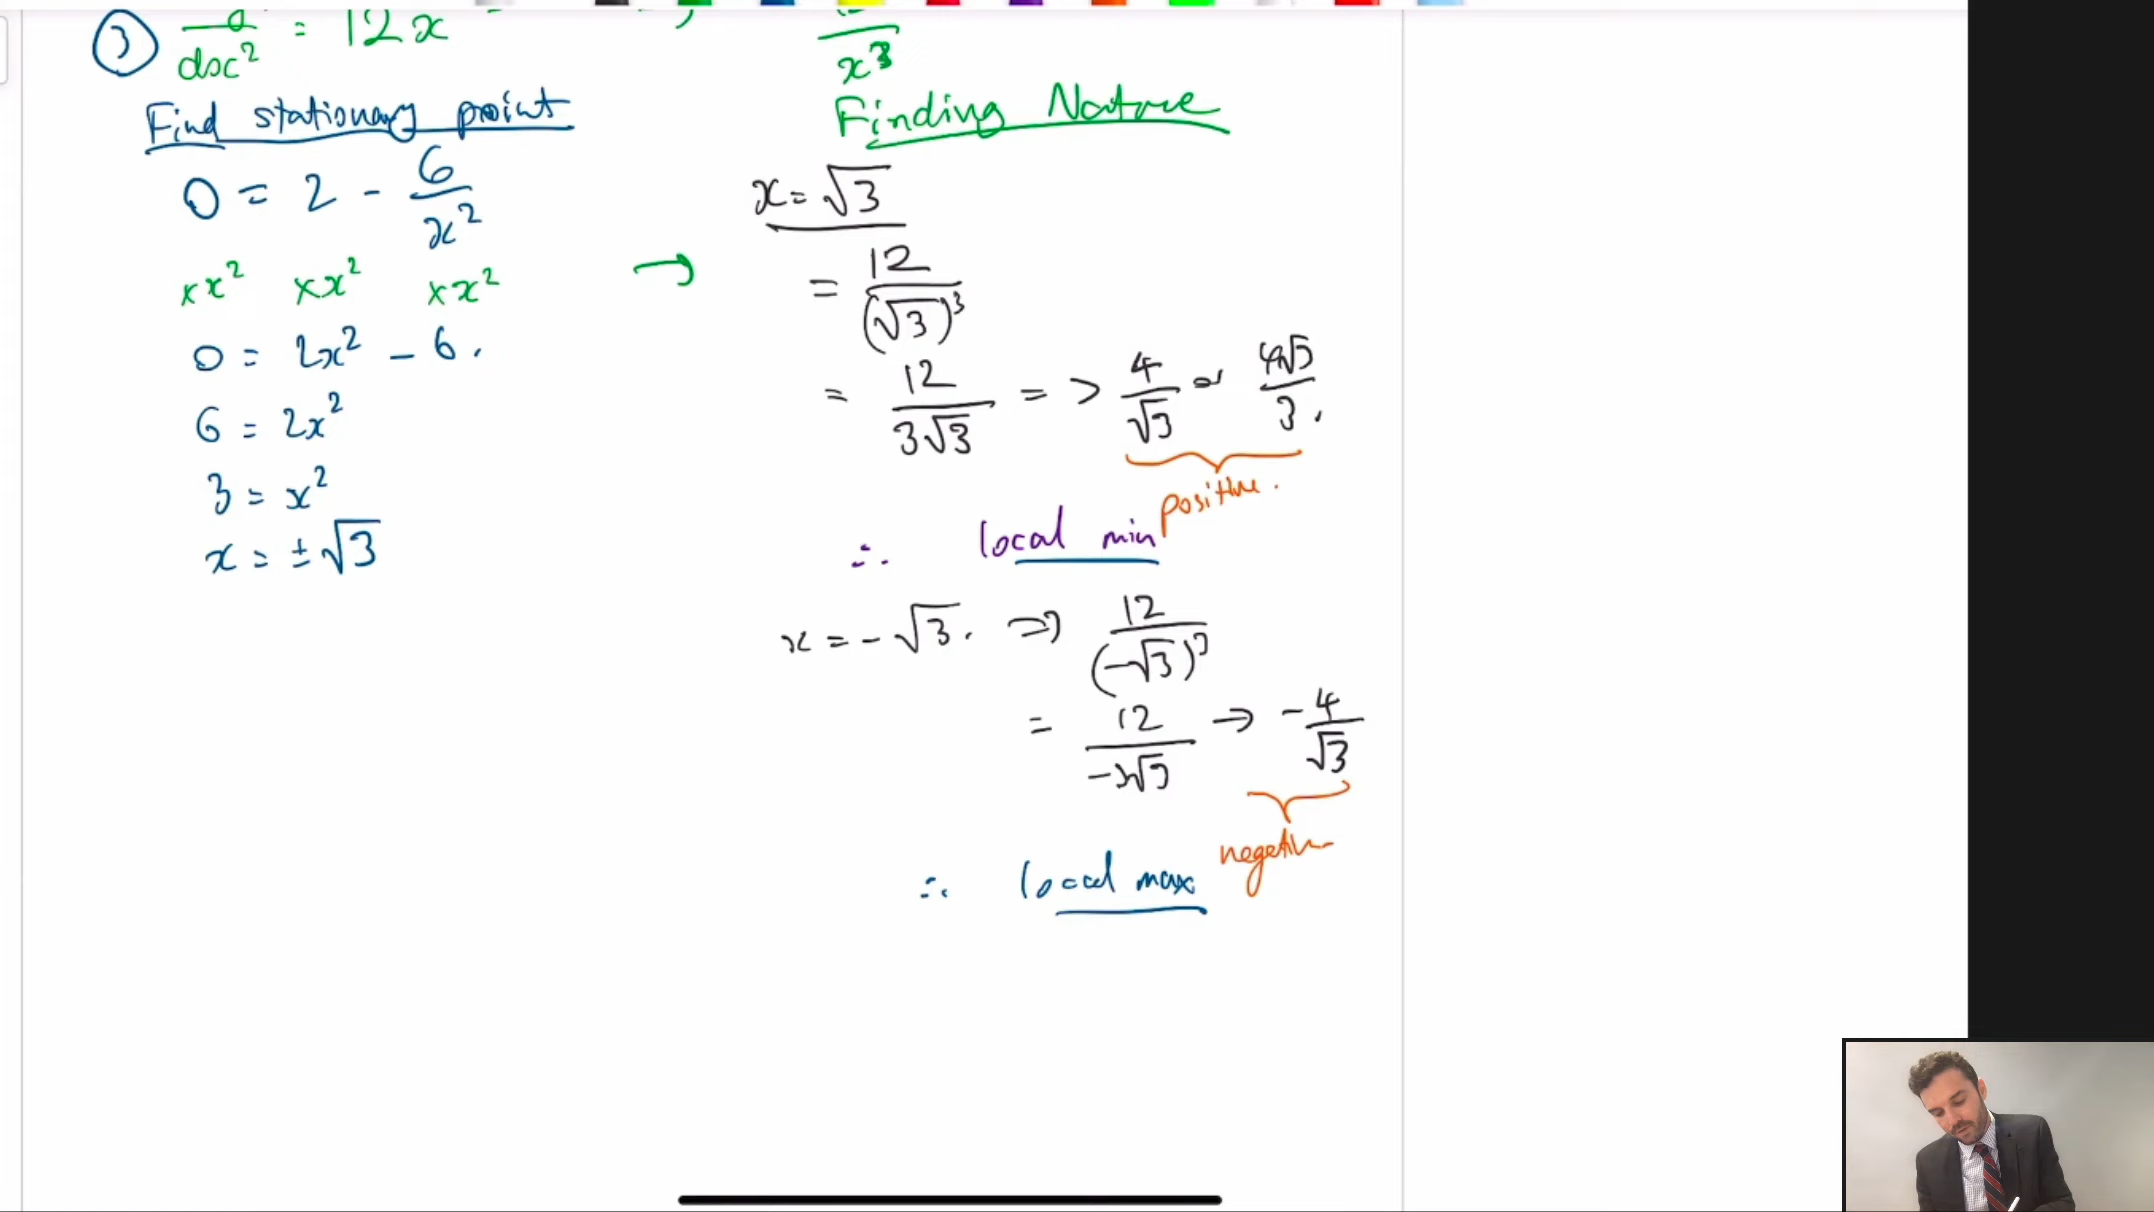 ③ d/dx² = 12x → /x³
Find stationary point
0 = 2 - 6/x²
×x² ×x² ×x² →
0 = 2x² - 6.
6 = 2x²
3 = x²
x = ±√3
Finding Nature
x = √3
= 12/(√3)³
= 12/3√3 => 4/√3 or 4√3/3.
positive.
∴ local min
x = -√3. => 12/(-√3)³
= 12/-3√3 → -4/√3
negative
∴ local max